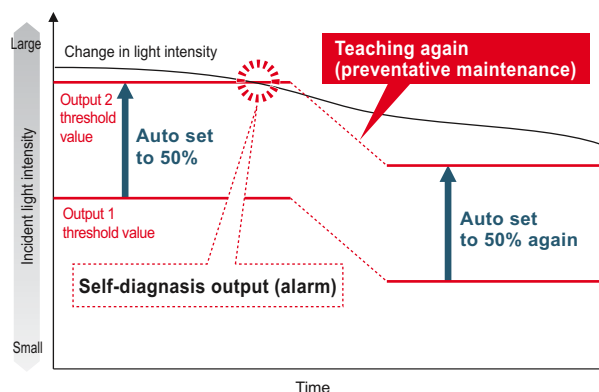 Large
Change in light intensity
Teaching again
(preventative maintenance)
Output 2
threshold
value
Auto set
to 50%
Incident light intensity
Output 1
threshold value
Auto set
to 50% again
Self-diagnosis output (alarm)
Small
Time